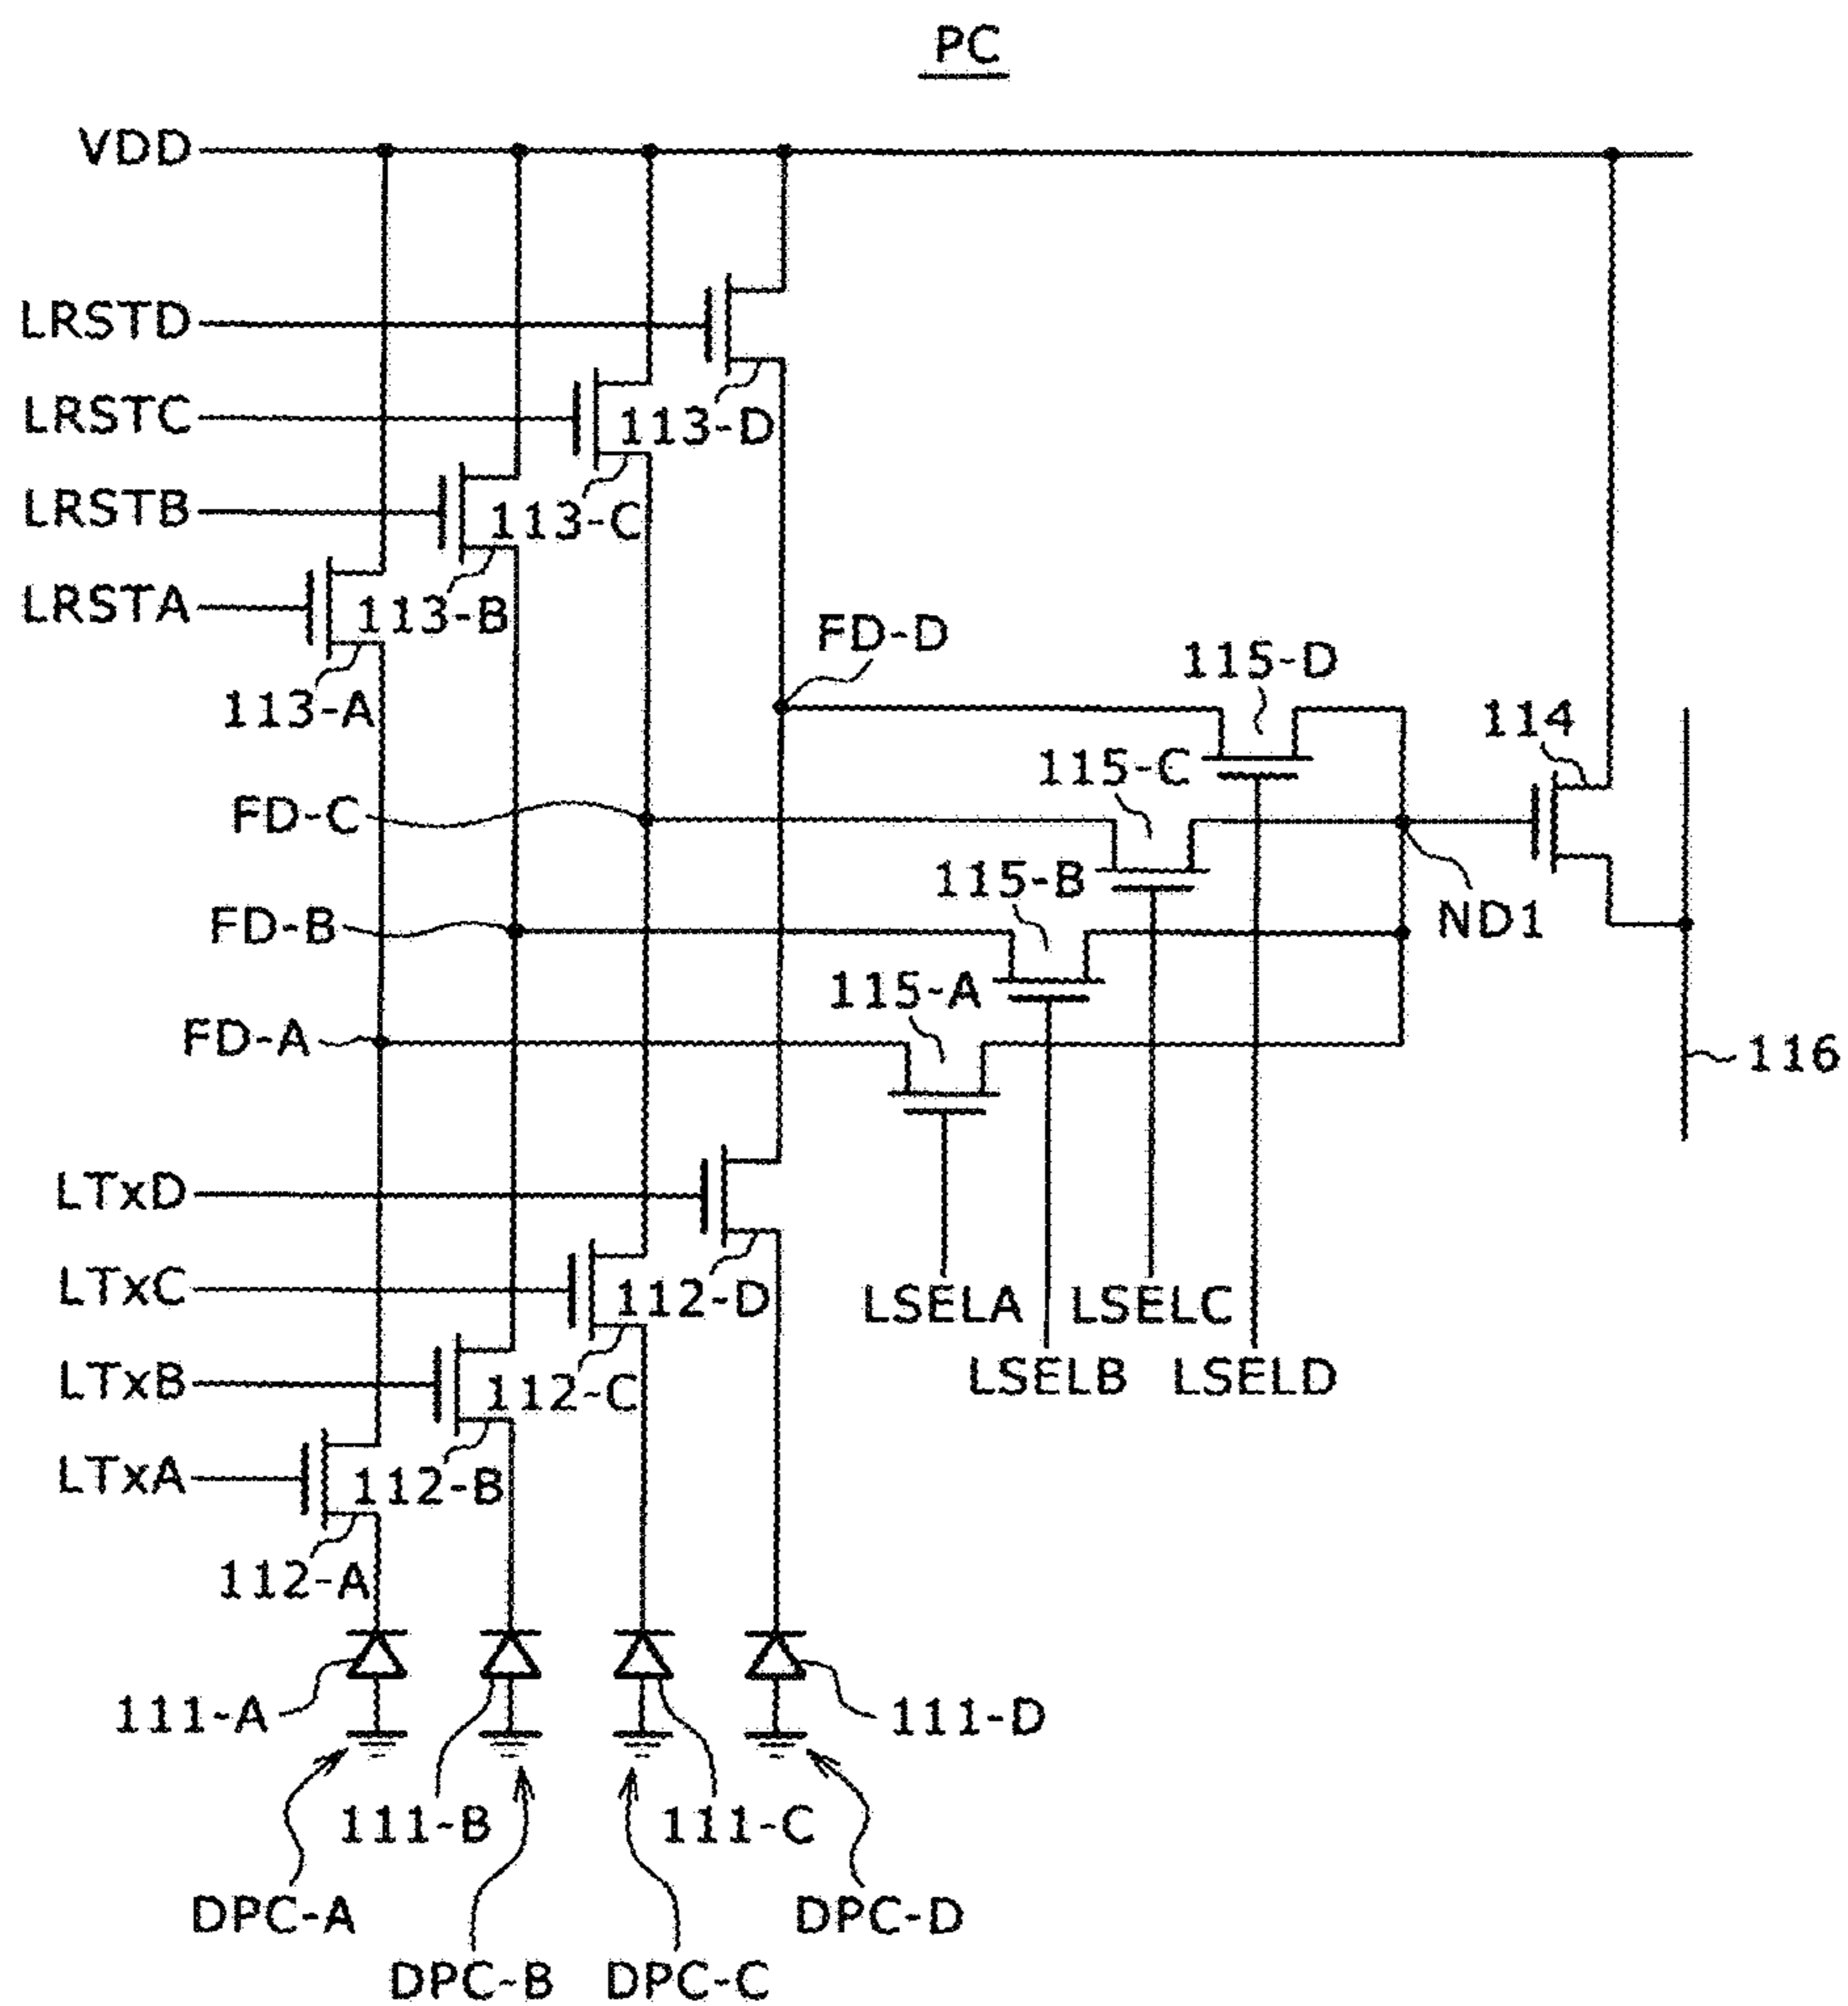 PC
VDD
LRSTD
LRSTC
113-D
LRSTB
113-C
LRSTA
113-B
FD-D
115-D
113-A
114
115-C
FD-C
115-B
FD-B
ND1
115-A
FD-A
116
LTxD
LTxC
112-D
LSELA
LSELC
LTxB
112-C
LSELB
LSELD
LTxA
112-B
112-A
111-A
111-D
111-B
111-C
DPC-A
DPC-D
DPC-B
DPC-C